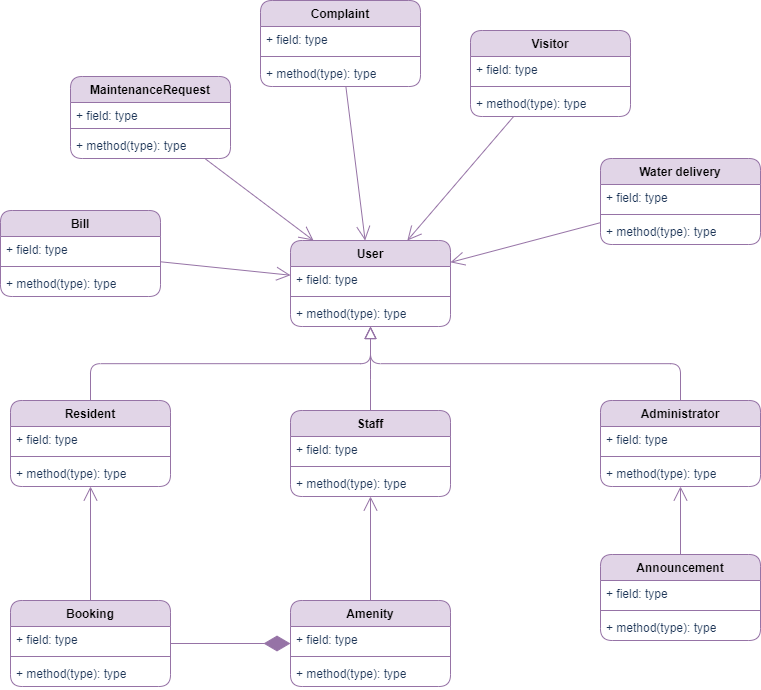 Complaint
+ field: type
+ method(type): type
Visitor
+ field: type
+ method(type): type
MaintenanceRequest
+ field: type
+ method(type): type
Water delivery
+ field: type
+ method(type): type
Bill
+ field: type
+ method(type): type
User
+ field: type
+ method(type): type
Resident
+ field: type
+ method(type): type
Staff
+ field: type
+ method(type): type
Administrator
+ field: type
+ method(type): type
Booking
+ field: type
+ method(type): type
Amenity
+ field: type
+ method(type): type
Announcement
+ field: type
+ method(type): type